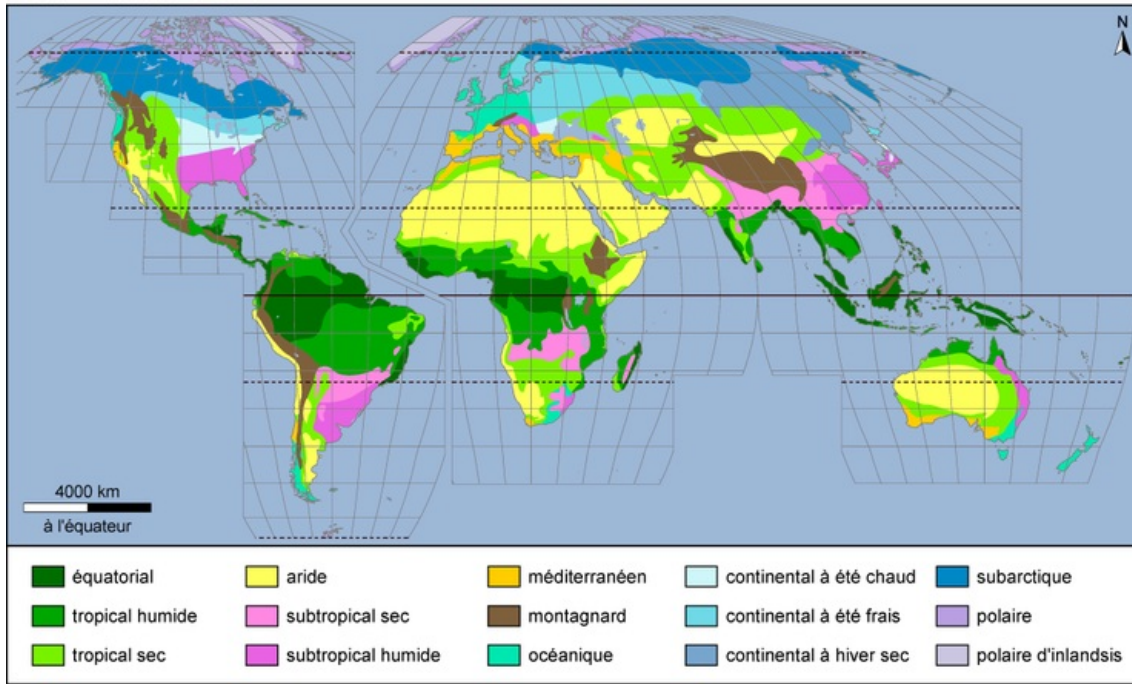 N
4000 km
à l'équateur
équatorial
aride
méditerranéen
continental à été chaud
subarctique
tropical humide
subtropical sec
montagnard
continental à été frais
polaire
tropical sec
subtropical humide
océanique
continental à hiver sec
polaire d'inlandsis